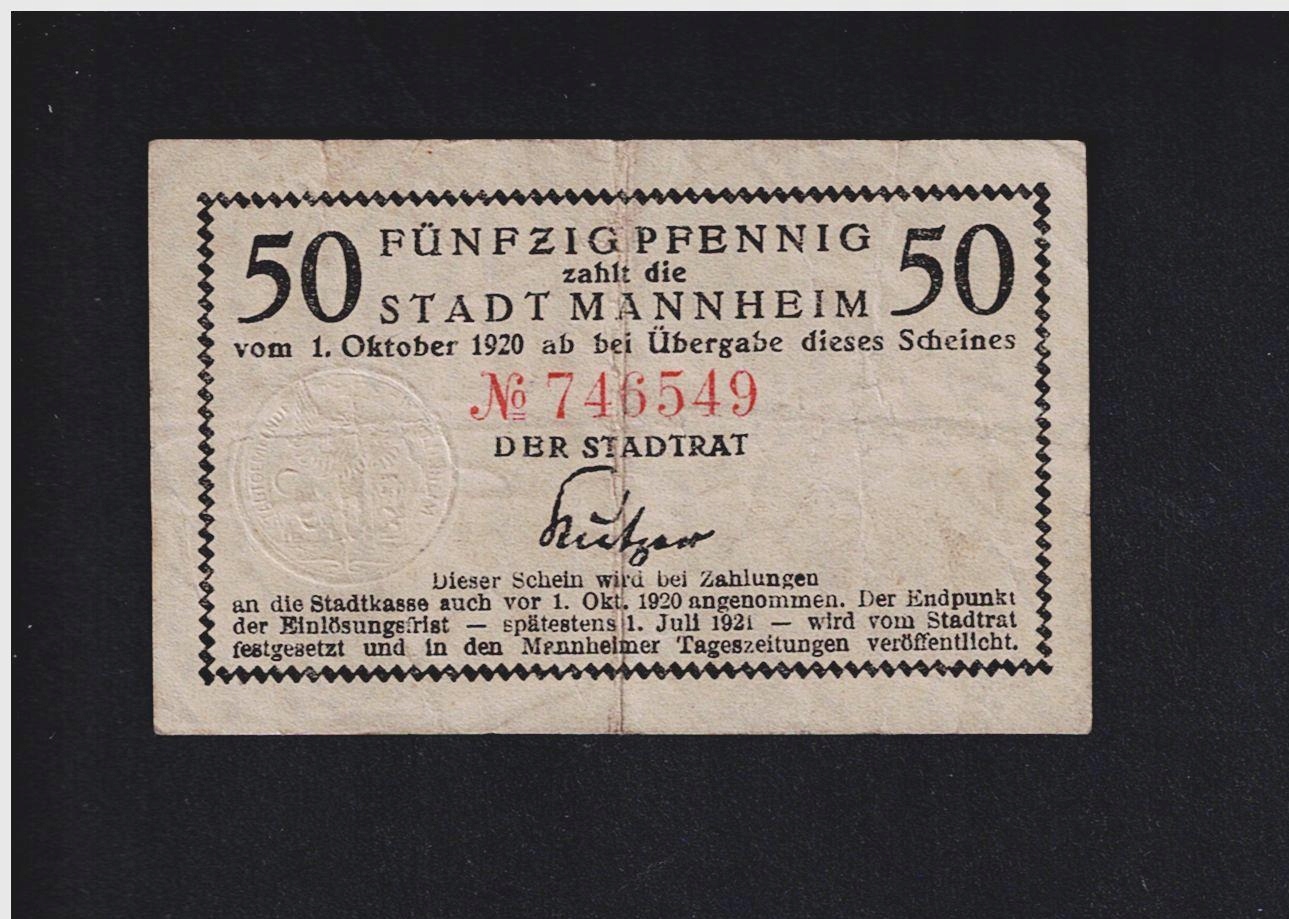 50 FÜNFZIG PFENNIG 50
zahlt die
STADT MANNHEIM
vom 1. Oktober 1920 ab bei Übergabe dieses Scheines
№ 746549
DER STADTRAT
Kutzer
Dieser Schein wird bei Zahlungen
an die Stadtkasse auch vor 1. Okt. 1920 angenommen. Der Endpunkt
der Einlösungsfrist — spätestens 1. Juli 1921 — wird vom Stadtrat
festgesetzt und in den Mannheimer Tageszeitungen veröffentlicht.